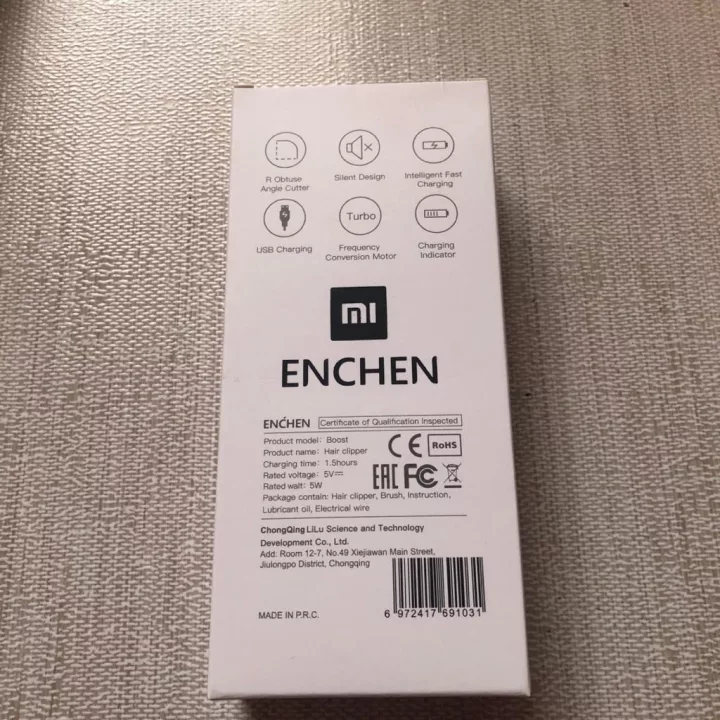 R Obtuse
Angle Cutter
Silent Design
Intelligent Fast
Charging
USB Charging
Turbo
Frequency
Conversion Motor
Charging
Indicator
mi
ENCHEN
ENCHEN Certificate of Qualification Inspected
Product model: Boost
Product name: Hair clipper
Charging time: 1.5hours
Rated voltage: 5V⎓
Rated walt: 5W
CE RoHS
EAC FC
Package contain: Hair clipper, Brush, Instruction,
Lubricant oil, Electrical wire
ChongQing LiLu Science and Technology
Development Co., Ltd.
Add: Room 12-7, No.49 Xiejiawan Main Street,
Jiulongpo District, Chongqing
MADE IN P.R.C.
6 972417 691031